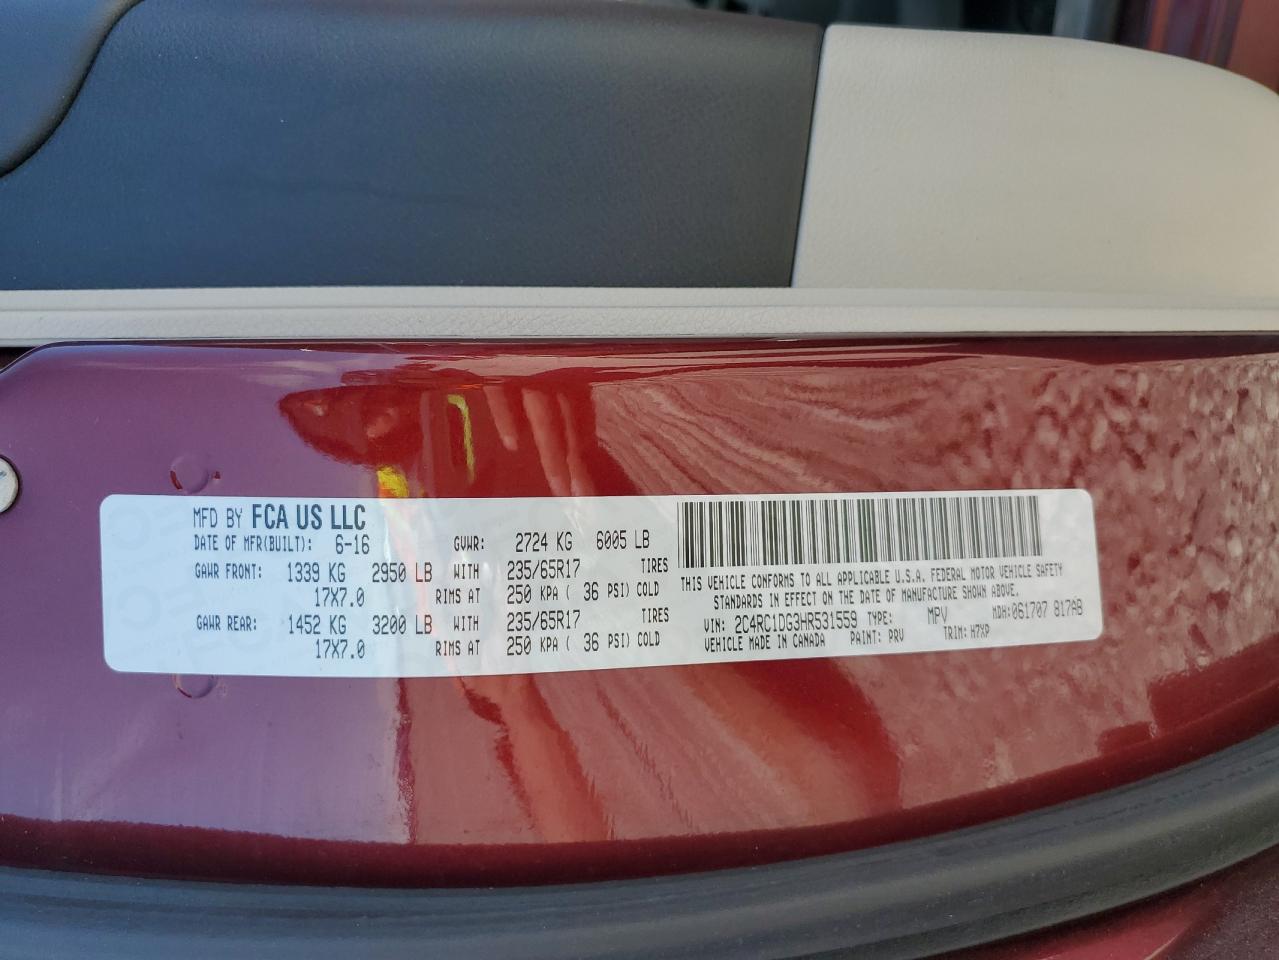 MFD BY FCA US LLC
DATE OF MFR(BUILT): 6-16 GVWR: 2724 KG 6005 LB
GAWR FRONT: 1339 KG 2950 LB WITH 235/65R17 TIRES
17X7.0 RIMS AT 250 KPA ( 36 PSI) COLD
GAWR REAR: 1452 KG 3200 LB WITH 235/65R17 TIRES
17X7.0 RIMS AT 250 KPA ( 36 PSI) COLD
THIS VEHICLE CONFORMS TO ALL APPLICABLE U.S.A. FEDERAL MOTOR VEHICLE SAFETY
STANDARDS IN EFFECT ON THE DATE OF MANUFACTURE SHOWN ABOVE.
VIN: 2C4RC1DG3HR531559 TYPE: MPV MDH:061707 817AB
VEHICLE MADE IN CANADA PAINT: PRV TRIM: H7XP